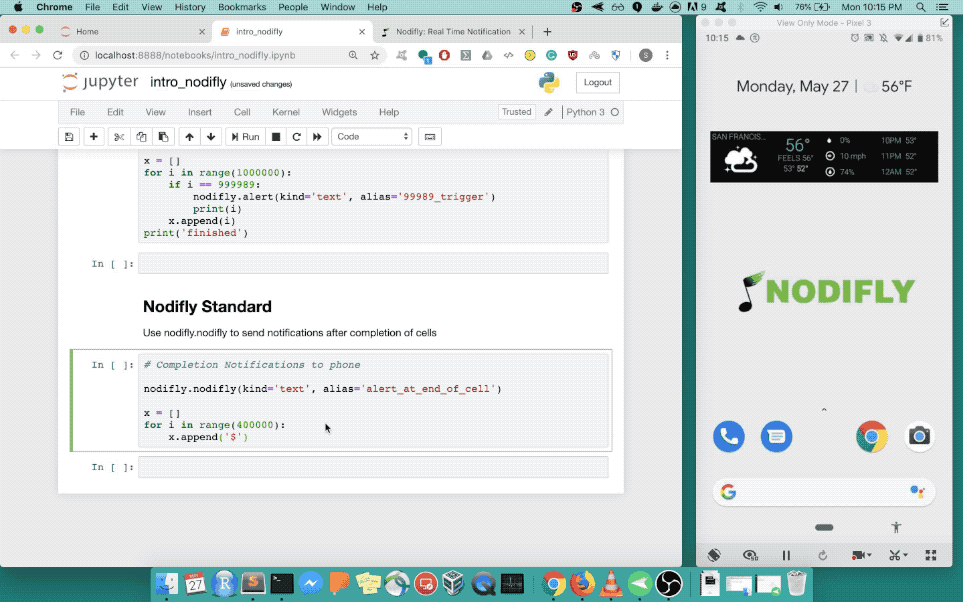 Chrome File Edit View History Bookmarks People Window Help
9 76% Mon 10:15 PM
Home
intro_nodifly
Nodifly: Real Time Notification
localhost:8888/notebooks/intro_nodifly.ipynb
jupyter intro_nodifly (unsaved changes)
Logout
File Edit View Insert Cell Kernel Widgets Help
Trusted Python 3
Run Code
x = []
for i in range(1000000):
if i == 999989:
nodifly.alert(kind='text', alias='99989_trigger')
print(i)
x.append(i)
print('finished')
In [ ]:
Nodifly Standard
Use nodifly.nodifly to send notifications after completion of cells
In [ ]: # Completion Notifications to phone
nodifly.nodifly(kind='text', alias='alert_at_end_of_cell')
x = []
for i in range(400000):
x.append('$')
In [ ]:
View Only Mode - Pixel 3
10:15 81%
Monday, May 27 | 56°F
SAN FRANCIS...
56°
FEELS 56°
53° 52°
0%
10 mph
74%
10PM 53°
11PM 52°
12AM 52°
NODIFLY